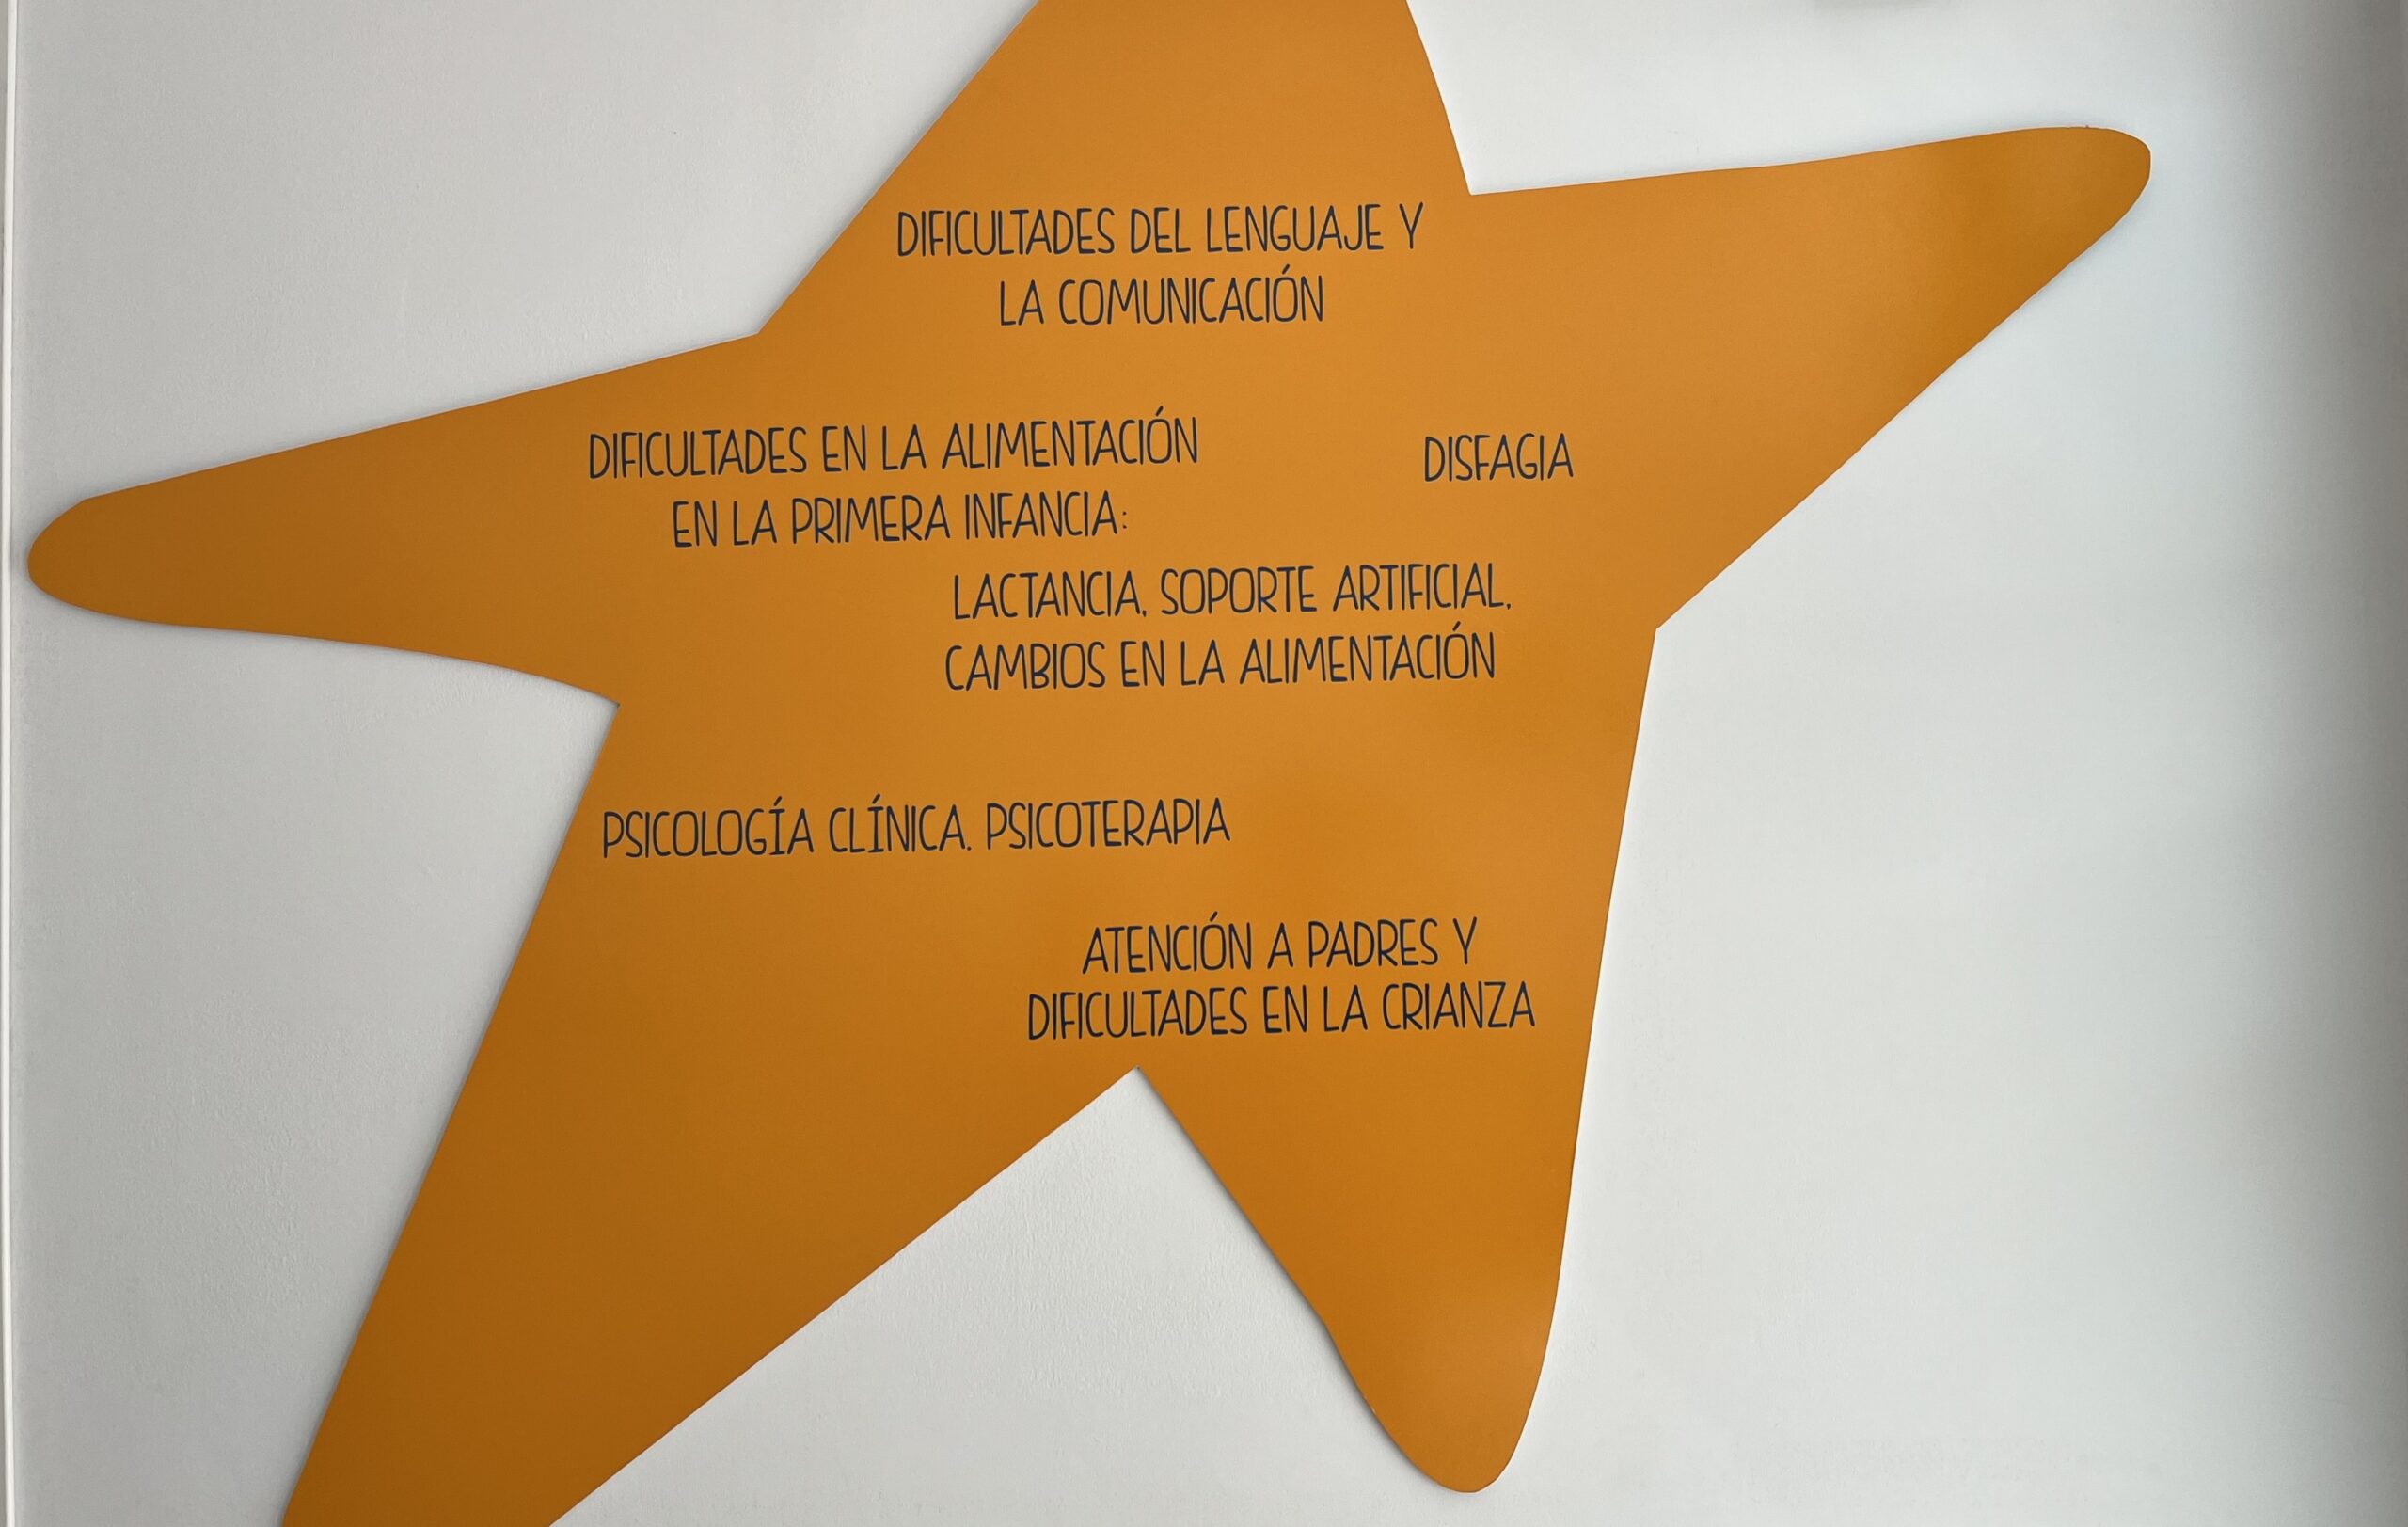 DIFICULTADES DEL LENGUAJE Y
LA COMUNICACIÓN
DIFICULTADES EN LA ALIMENTACIÓN
EN LA PRIMERA INFANCIA:
DISFAGIA
LACTANCIA, SOPORTE ARTIFICIAL,
CAMBIOS EN LA ALIMENTACIÓN
PSICOLOGÍA CLÍNICA. PSICOTERAPIA
ATENCIÓN A PADRES Y
DIFICULTADES EN LA CRIANZA